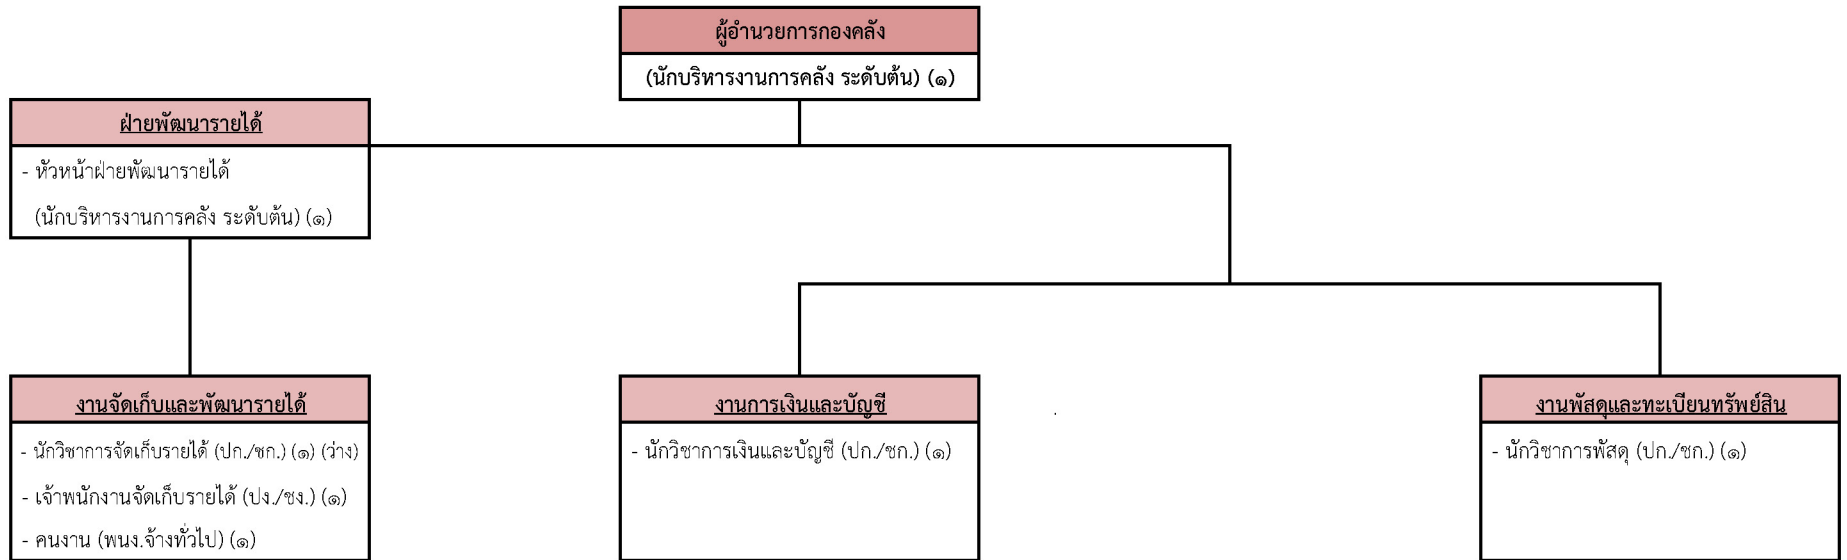 ผู้อำนวยการกองคลัง
(นักบริหารงานการคลัง ระดับต้น) (๑)
ฝ่ายพัฒนารายได้
- หัวหน้าฝ่ายพัฒนารายได้
(นักบริหารงานการคลัง ระดับต้น) (๑)
งานจัดเก็บและพัฒนารายได้
- นักวิชาการจัดเก็บรายได้ (ปก./ชก.) (๑) (ว่าง)
- เจ้าพนักงานจัดเก็บรายได้ (ปง./ชง.) (๑)
- คนงาน (พนง.จ้างทั่วไป) (๑)
งานการเงินและบัญชี
- นักวิชาการเงินและบัญชี (ปก./ชก.) (๑)
งานพัสดุและทะเบียนทรัพย์สิน
- นักวิชาการพัสดุ (ปก./ชก.) (๑)